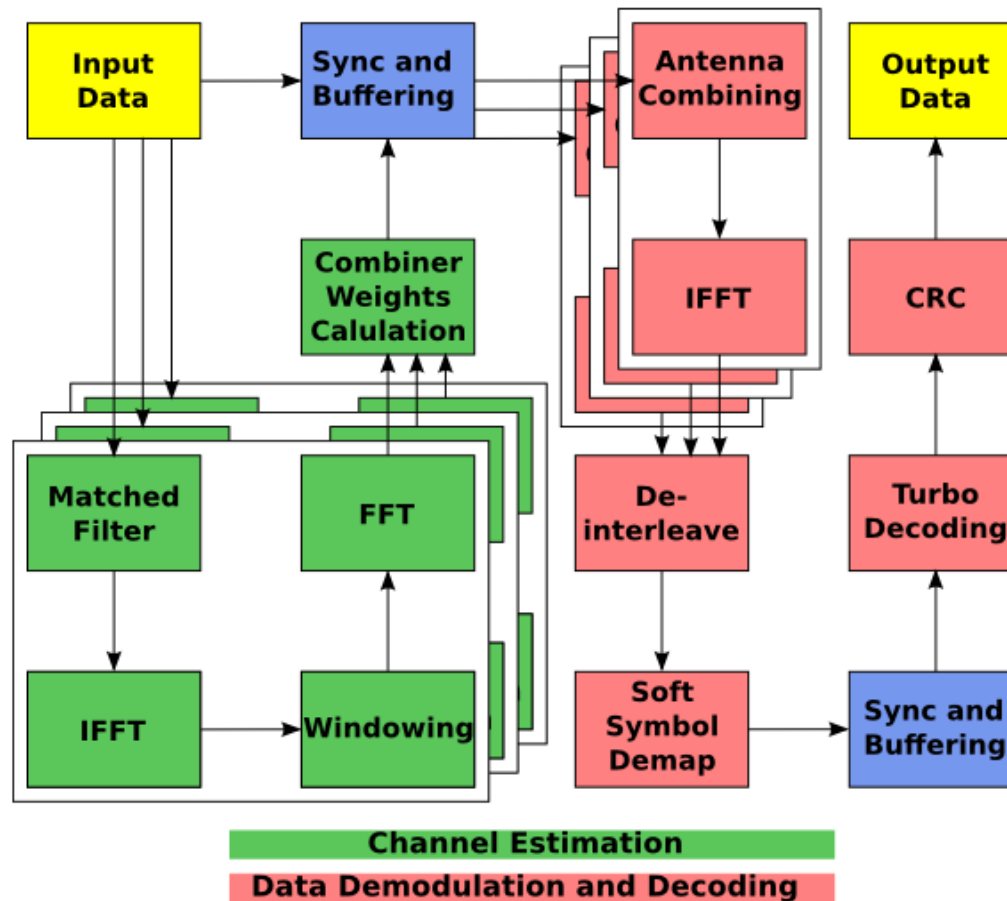 Input
Data
Sync and
Buffering
Antenna
Combining
Output
Data
Combiner
Weights
Calulation
IFFT
CRC
Matched
Filter
FFT
De-
interleave
Turbo
Decoding
IFFT
Windowing
Soft
Symbol
Demap
Sync and
Buffering
Channel Estimation
Data Demodulation and Decoding